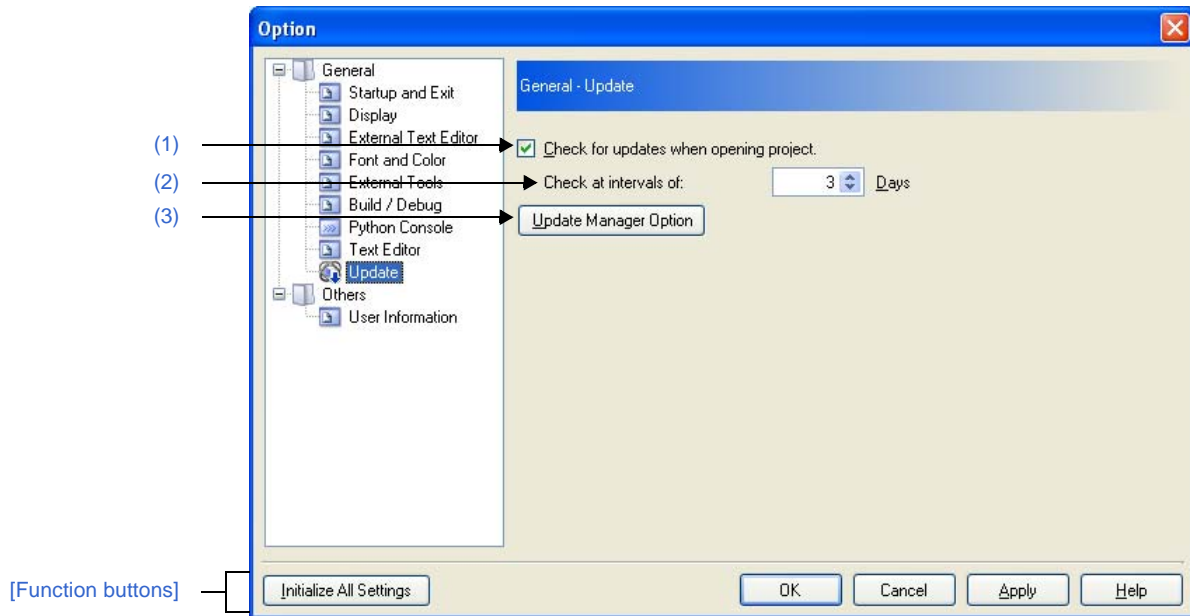 Option
General
Startup and Exit
Display
External Text Editor
Font and Color
External Tools
Build / Debug
Python Console
Text Editor
Update
Others
User Information
General - Update
(1)
Check for updates when opening project.
(2)
Check at intervals of: 3 Days
(3)
Update Manager Option
[Function buttons]
Initialize All Settings OK Cancel Apply Help